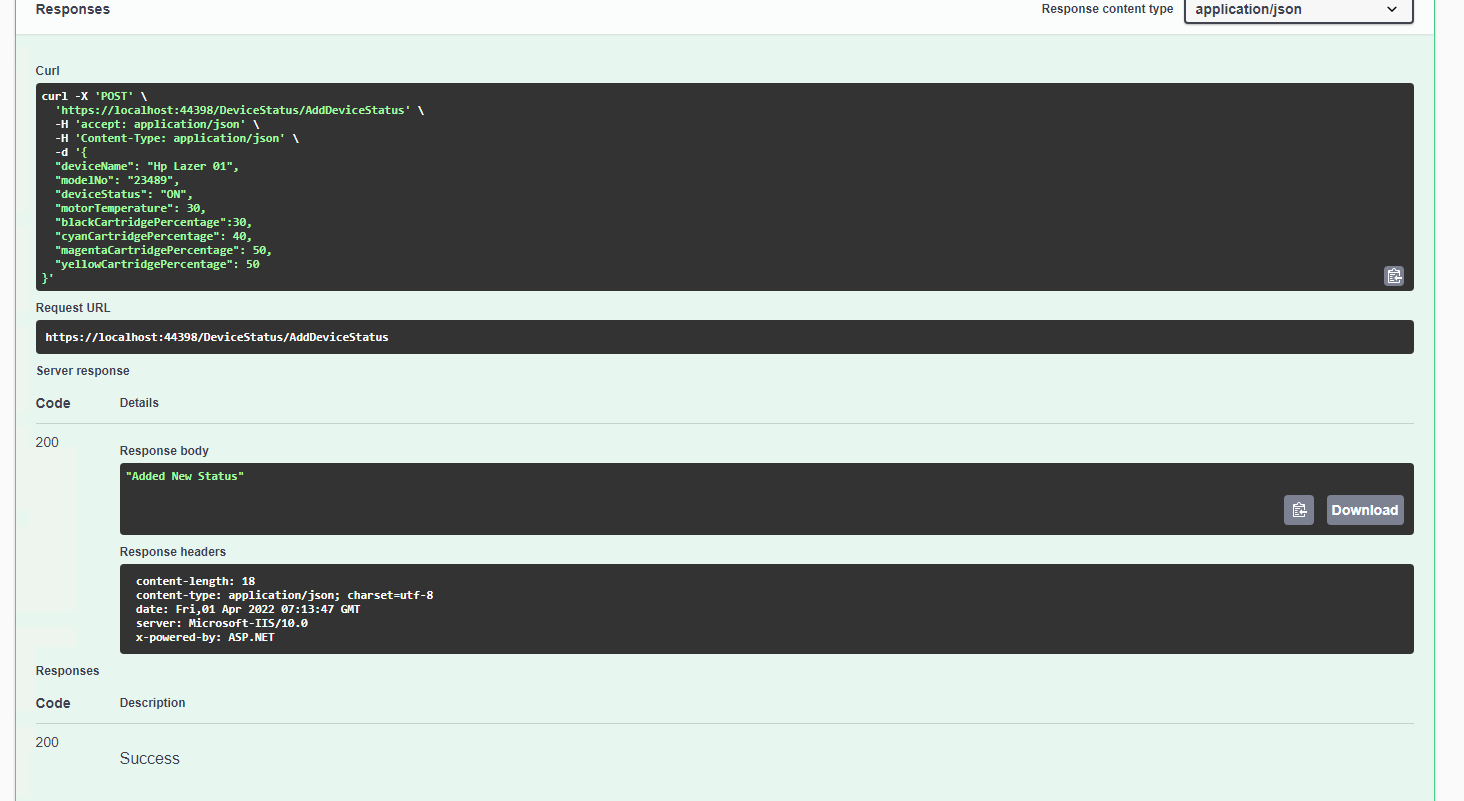 Responses
Response content type
application/json
Curl
curl -X 'POST' \
'https://localhost:44398/DeviceStatus/AddDeviceStatus' \
-H 'accept: application/json' \
-H 'Content-Type: application/json' \
-d '{
"deviceName": "Hp Lazer 01",
"modelNo": "23489",
"deviceStatus": "ON",
"motorTemperature": 30,
"blackCartridgePercentage":30,
"cyanCartridgePercentage": 40,
"magentaCartridgePercentage": 50,
"yellowCartridgePercentage": 50
}'
Request URL
https://localhost:44398/DeviceStatus/AddDeviceStatus
Server response
Code Details
200
Response body
"Added New Status"
Download
Response headers
content-length: 18
content-type: application/json; charset=utf-8
date: Fri,01 Apr 2022 07:13:47 GMT
server: Microsoft-IIS/10.0
x-powered-by: ASP.NET
Responses
Code Description
200
Success